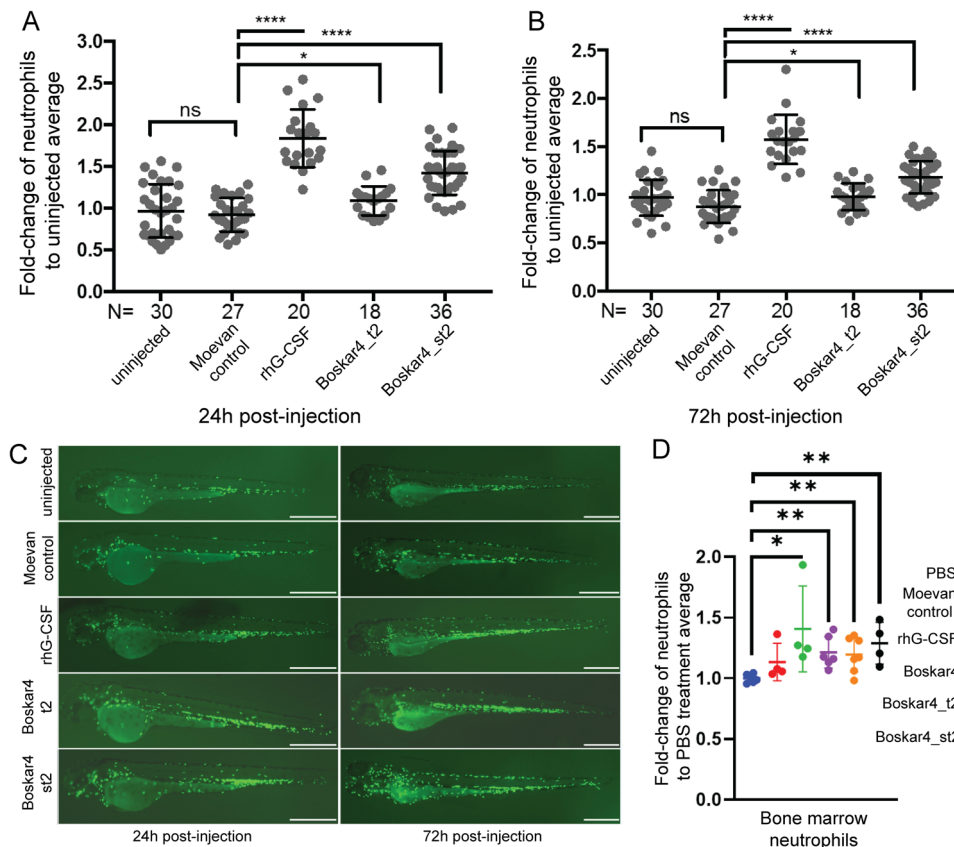 A
****
****
*
ns
Fold-change of neutrophils
to uninjected average
3.0
2.5
2.0
1.5
1.0
0.5
0.0
N= 30 27 20 18 36
uninjected
Moevan
control
rhG-CSF
Boskar4_t2
Boskar4_st2
24h post-injection
B
****
****
*
ns
Fold-change of neutrophils
to uninjected average
2.5
2.0
1.5
1.0
0.5
0.0
N= 30 27 20 18 36
uninjected
Moevan
control
rhG-CSF
Boskar4_t2
Boskar4_st2
72h post-injection
C
uninjected
Moevan
control
rhG-CSF
Boskar4
t2
Boskar4
st2
24h post-injection
72h post-injection
D
**
**
**
*
Fold-change of neutrophils
to PBS treatment average
2.0
1.5
1.0
0.5
0.0
Bone marrow
neutrophils
PBS
Moevan
control
rhG-CSF
Boskar4
Boskar4_t2
Boskar4_st2